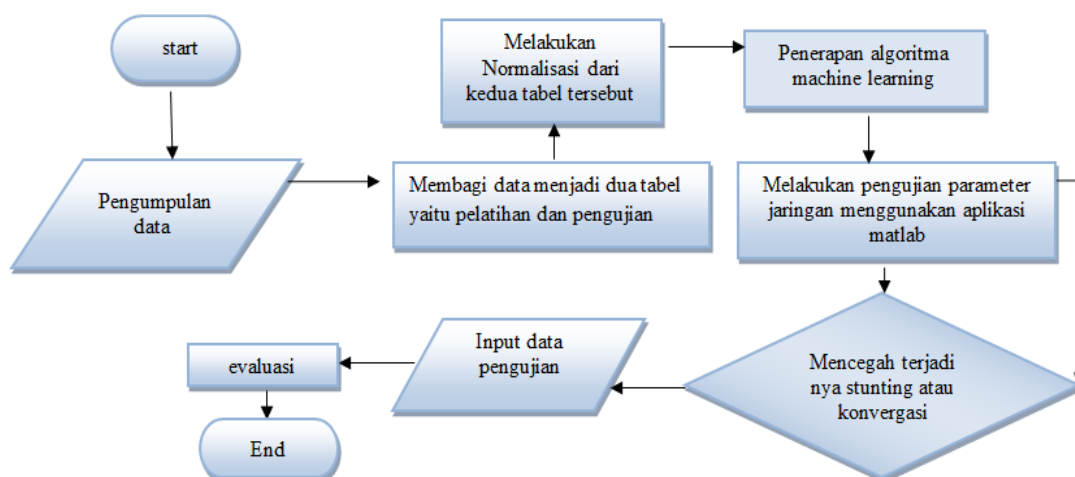 start
Pengumpulan
data
Membagi data menjadi dua tabel
yaitu pelatihan dan pengujian
Melakukan
Normalisasi dari
kedua tabel tersebut
Penerapan algoritma
machine learning
Melakukan pengujian parameter
jaringan menggunakan aplikasi
matlab
Mencegah terjadi
nya stunting atau
konvergasi
Input data
pengujian
evaluasi
End